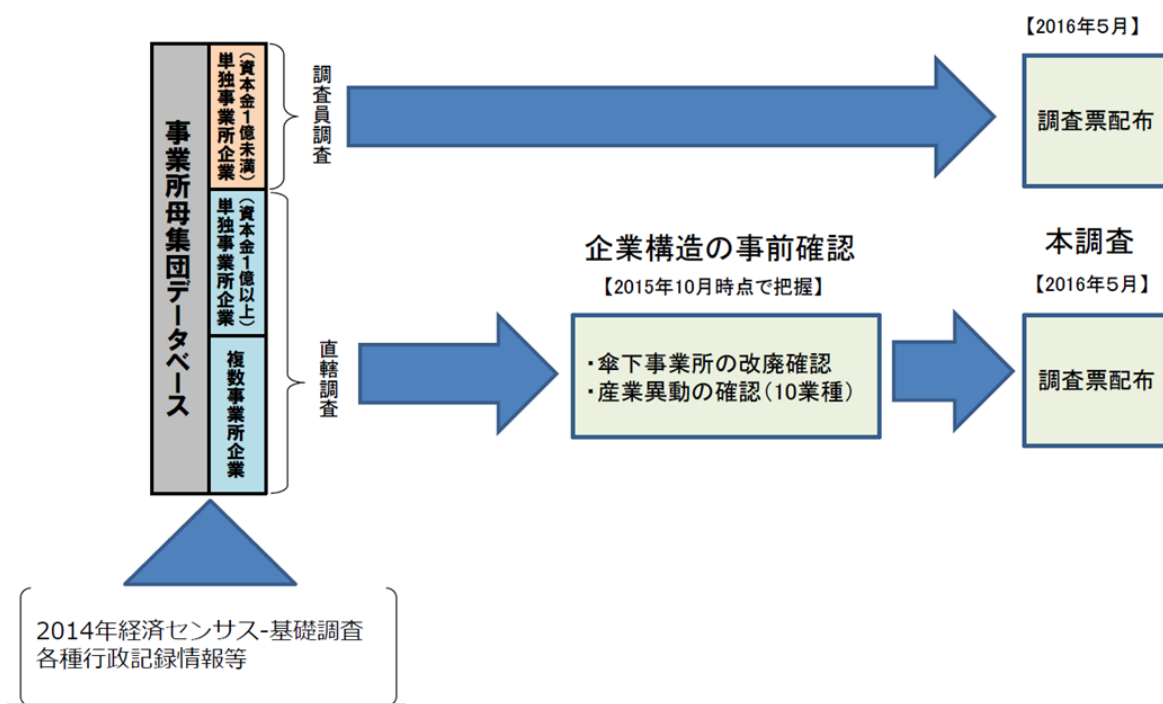 事業所母集団データベース
単独事業所企業
（資本金1億未満）
単独事業所企業
（資本金1億以上）
複数事業所企業
調査員調査
直轄調査
【2016年5月】
調査票配布
企業構造の事前確認
【2015年10月時点で把握】
・傘下事業所の改廃確認
・産業異動の確認（10業種）
本調査
【2016年5月】
調査票配布
2014年経済センサス-基礎調査
各種行政記録情報等